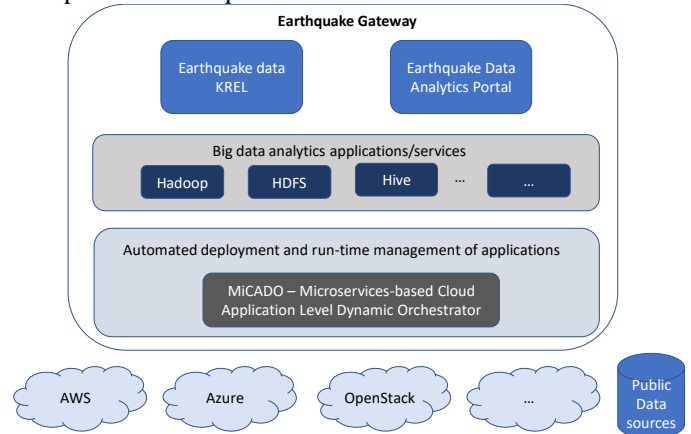 Earthquake Gateway
Earthquake data
KREL
Earthquake Data
Analytics Portal
Big data analytics applications/services
Hadoop
HDFS
Hive
...
...
Automated deployment and run-time management of applications
MiCADO – Microservices-based Cloud
Application Level Dynamic Orchestrator
AWS
Azure
OpenStack
...
Public
Data
sources